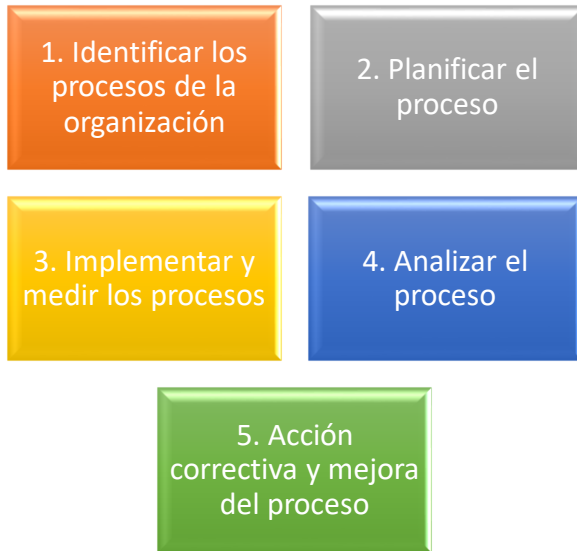 1. Identificar los
procesos de la
organización
2. Planificar el
proceso
3. Implementar y
medir los procesos
4. Analizar el
proceso
5. Acción
correctiva y mejora
del proceso